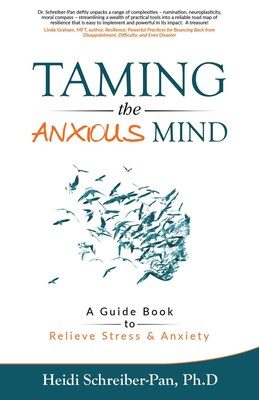 Dr. Schreiber-Pan deftly unpacks a range of complexities – rumination, neuroplasticity,
moral compass – streamlining a wealth of practical tools into a reliable road map of
resilience that is easy to implement and powerful in its impact. A treasure!
Linda Graham, MFT, author, Resilience: Powerful Practices for Bouncing Back from
Disappointment, Difficulty, and Even Disaster
TAMING
the
ANXIOUS MIND
A Guide Book
to
Relieve Stress & Anxiety
Heidi Schreiber-Pan, Ph.D